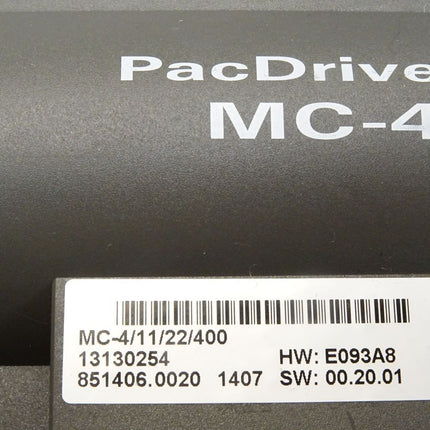 PacDrive
MC-4
MC-4/11/22/400
13130254 HW: E093A8
851406.0020 1407 SW: 00.20.01